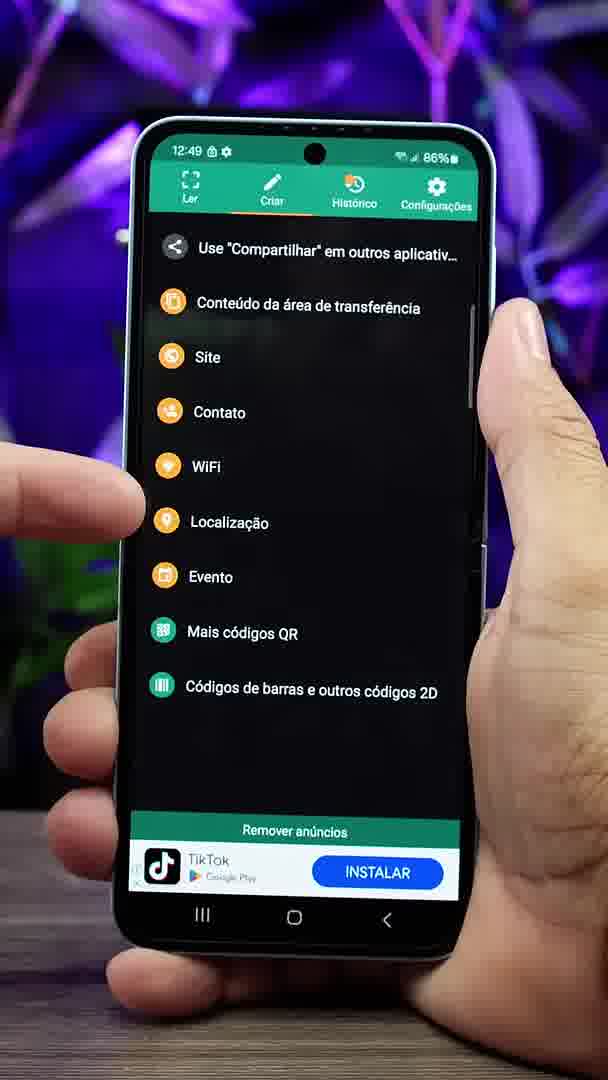 12:49 86%
Ler Criar Histórico Configurações
Use "Compartilhar" em outros aplicativ...
Conteúdo da área de transferência
Site
Contato
WiFi
Localização
Evento
Mais códigos QR
Códigos de barras e outros códigos 2D
Remover anúncios
TikTok
Google Play
INSTALAR